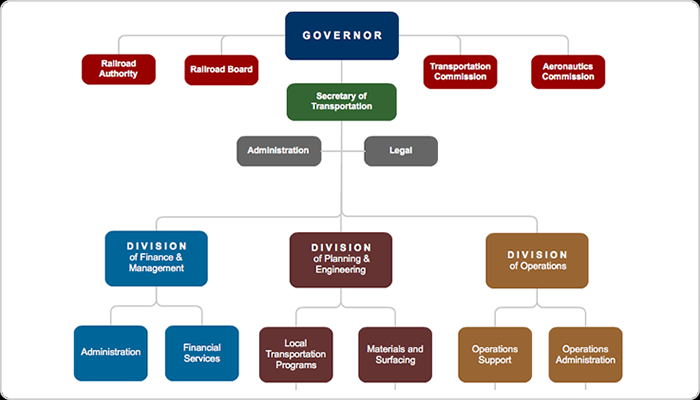 GOVERNOR
Railroad
Authority
Railroad Board
Transportation
Commission
Aeronautics
Commission
Secretary of
Transportation
Administration
Legal
DIVISION
of Finance &
Management
DIVISION
of Planning &
Engineering
DIVISION
of Operations
Administration
Financial
Services
Local
Transportation
Programs
Materials and
Surfacing
Operations
Support
Operations
Administration